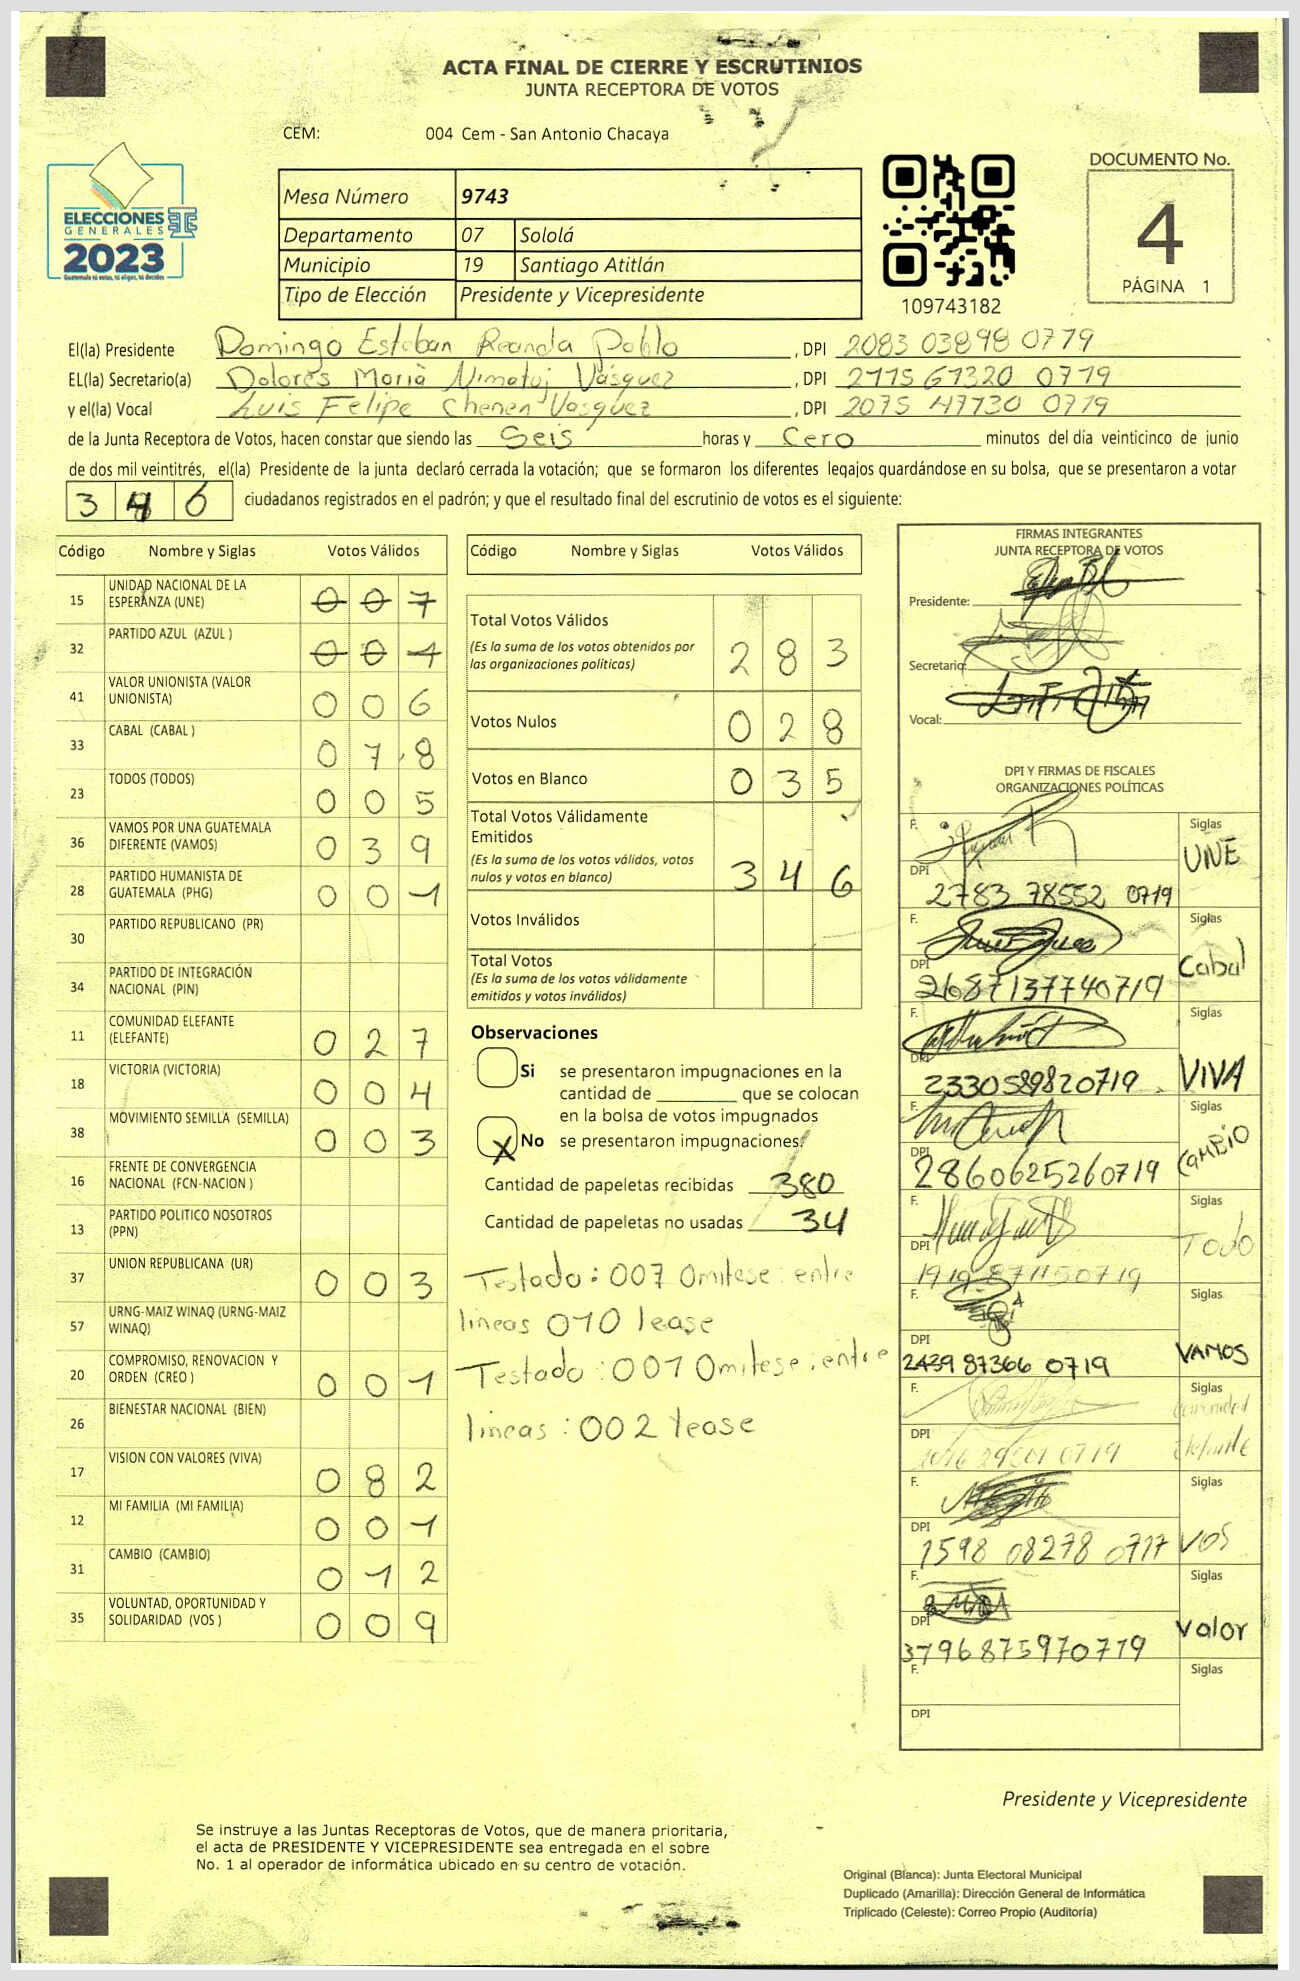 ACTA FINAL DE CIERRE Y ESCRUTINIOS
JUNTA RECEPTORA DE VOTOS
CEM: 004 Cem - San Antonio Chacaya
ELECCIONES
GENERALES
2023
Guatemala tú votas, tú eliges, tú decides
Mesa Número 9743
Departamento 07 Sololá
Municipio 19 Santiago Atitlán
Tipo de Elección Presidente y Vicepresidente
109743182
DOCUMENTO No.
4
PÁGINA 1
El(la) Presidente Domingo Esteban Reanda Pablo, DPI 2083 03898 0719
EL(la) Secretario(a) Dolores María Nimatuj Vásquez, DPI 2115 61320 0719
y el(la) Vocal Luis Felipe Chenen Vasquez, DPI 2075 47730 0719
de la Junta Receptora de Votos, hacen constar que siendo las Seis horas y Cero minutos del día veinticinco de junio
de dos mil veintitrés, el(la) Presidente de la junta declaró cerrada la votación; que se formaron los diferentes legajos guardándose en su bolsa, que se presentaron a votar
346 ciudadanos registrados en el padrón; y que el resultado final del escrutinio de votos es el siguiente:
Código Nombre y Siglas Votos Válidos
15 UNIDAD NACIONAL DE LA ESPERANZA (UNE) 0 0 7
32 PARTIDO AZUL (AZUL ) 0 0 1
41 VALOR UNIONISTA (VALOR UNIONISTA) 0 0 6
33 CABAL (CABAL ) 0 7 8
23 TODOS (TODOS) 0 0 5
36 VAMOS POR UNA GUATEMALA DIFERENTE (VAMOS) 0 3 9
28 PARTIDO HUMANISTA DE GUATEMALA (PHG) 0 0 1
30 PARTIDO REPUBLICANO (PR)
34 PARTIDO DE INTEGRACIÓN NACIONAL (PIN)
11 COMUNIDAD ELEFANTE (ELEFANTE) 0 2 7
18 VICTORIA (VICTORIA) 0 0 4
38 MOVIMIENTO SEMILLA (SEMILLA) 0 0 3
16 FRENTE DE CONVERGENCIA NACIONAL (FCN-NACION )
13 PARTIDO POLITICO NOSOTROS (PPN)
37 UNION REPUBLICANA (UR) 0 0 3
57 URNG-MAIZ WINAQ (URNG-MAIZ WINAQ)
20 COMPROMISO, RENOVACION Y ORDEN (CREO ) 0 0 1
26 BIENESTAR NACIONAL (BIEN)
17 VISION CON VALORES (VIVA) 0 8 2
12 MI FAMILIA (MI FAMILIA) 0 0 1
31 CAMBIO (CAMBIO) 0 1 2
35 VOLUNTAD, OPORTUNIDAD Y SOLIDARIDAD (VOS ) 0 0 9
Código Nombre y Siglas Votos Válidos
Total Votos Válidos 2 8 3
(Es la suma de los votos obtenidos por
las organizaciones políticas)
Votos Nulos 0 2 8
Votos en Blanco 0 3 5
Total Votos Válidamente
Emitidos 3 4 6
(Es la suma de los votos válidos, votos
nulos y votos en blanco)
Votos Inválidos
Total Votos
(Es la suma de los votos válidamente
emitidos y votos inválidos)
Observaciones
Si se presentaron impugnaciones en la
cantidad de ________ que se colocan
en la bolsa de votos impugnados
X No se presentaron impugnaciones.
Cantidad de papeletas recibidas 380
Cantidad de papeletas no usadas 34
Testado: 007 Omitese: entre
lineas 010 lease
Testado: 001 Omitese: entre
lineas: 002 lease
FIRMAS INTEGRANTES
JUNTA RECEPTORA DE VOTOS
Presidente:
Secretario:
Vocal:
DPI Y FIRMAS DE FISCALES
ORGANIZACIONES POLÍTICAS
F. Siglas UNE
DPI 2783 78552 0719
F. Siglas Cabal
DPI 2687137740719
F. Siglas VIVA
DPI 2330589820719
F. Siglas CAMBIO
DPI 2860625260719
F. Siglas TODO
DPI
F. Siglas VAMOS
DPI 2439 87366 0719
F. Siglas Comunidad Elefante
DPI
F. Siglas VOS
DPI 1598 08278 0717
F. Siglas Valor
DPI 3796875970719
F. Siglas
DPI
Presidente y Vicepresidente
Se instruye a las Juntas Receptoras de Votos, que de manera prioritaria,
el acta de PRESIDENTE Y VICEPRESIDENTE sea entregada en el sobre
No. 1 al operador de informática ubicado en su centro de votación.
Original (Blanca): Junta Electoral Municipal
Duplicado (Amarilla): Dirección General de Informática
Triplicado (Celeste): Correo Propio (Auditoría)